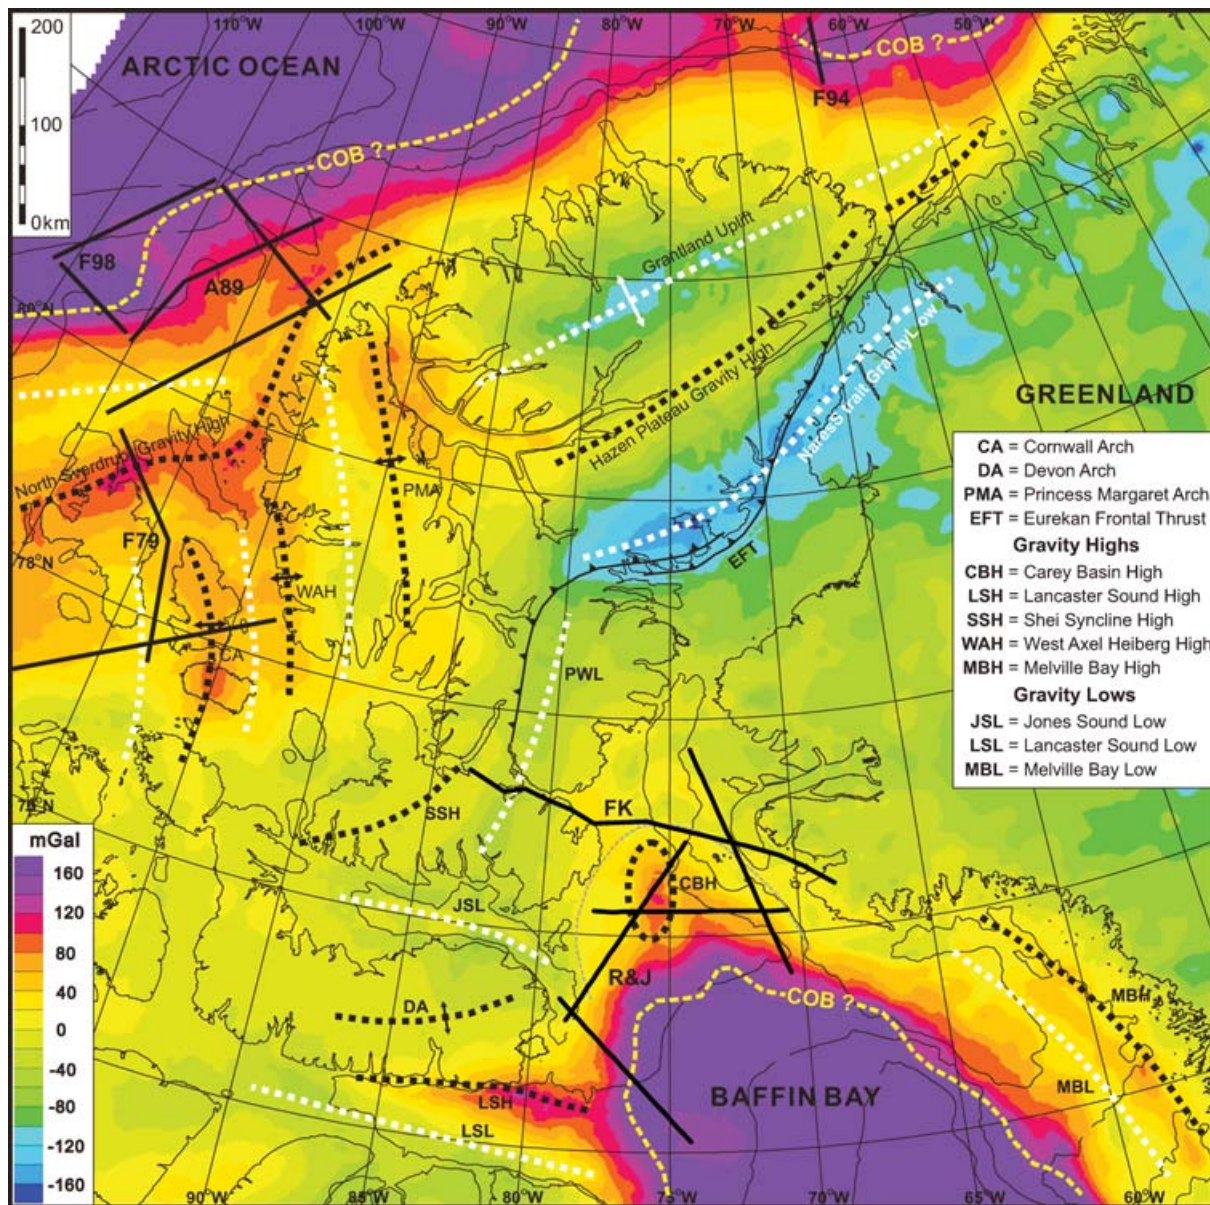 110°W
100°W
90°W
80°W
70°W
60°W
50°W
200
100
0km
ARCTIC OCEAN
COB ?
COB ?
F94
F98
A89
80°N
Grantland Uplift
Hazen Plateau Gravity High
NaresS trait GravityLow
GREENLAND
North Sverdrup Gravity High
PMA
F79
78°N
WAH
CA
EFT
PWL
CA = Cornwall Arch
DA = Devon Arch
PMA = Princess Margaret Arch
EFT = Eurekan Frontal Thrust
Gravity Highs
CBH = Carey Basin High
LSH = Lancaster Sound High
SSH = Shei Syncline High
WAH = West Axel Heiberg High
MBH = Melville Bay High
Gravity Lows
JSL = Jones Sound Low
LSL = Lancaster Sound Low
MBL = Melville Bay Low
SSH
FK
CBH
JSL
R&J
DA
COB ?
MBH
MBL
BAFFIN BAY
LSH
LSL
mGal
160
120
80
40
0
-40
-80
-120
-160
90°W
85°W
80°W
75°W
70°W
65°W
60°W